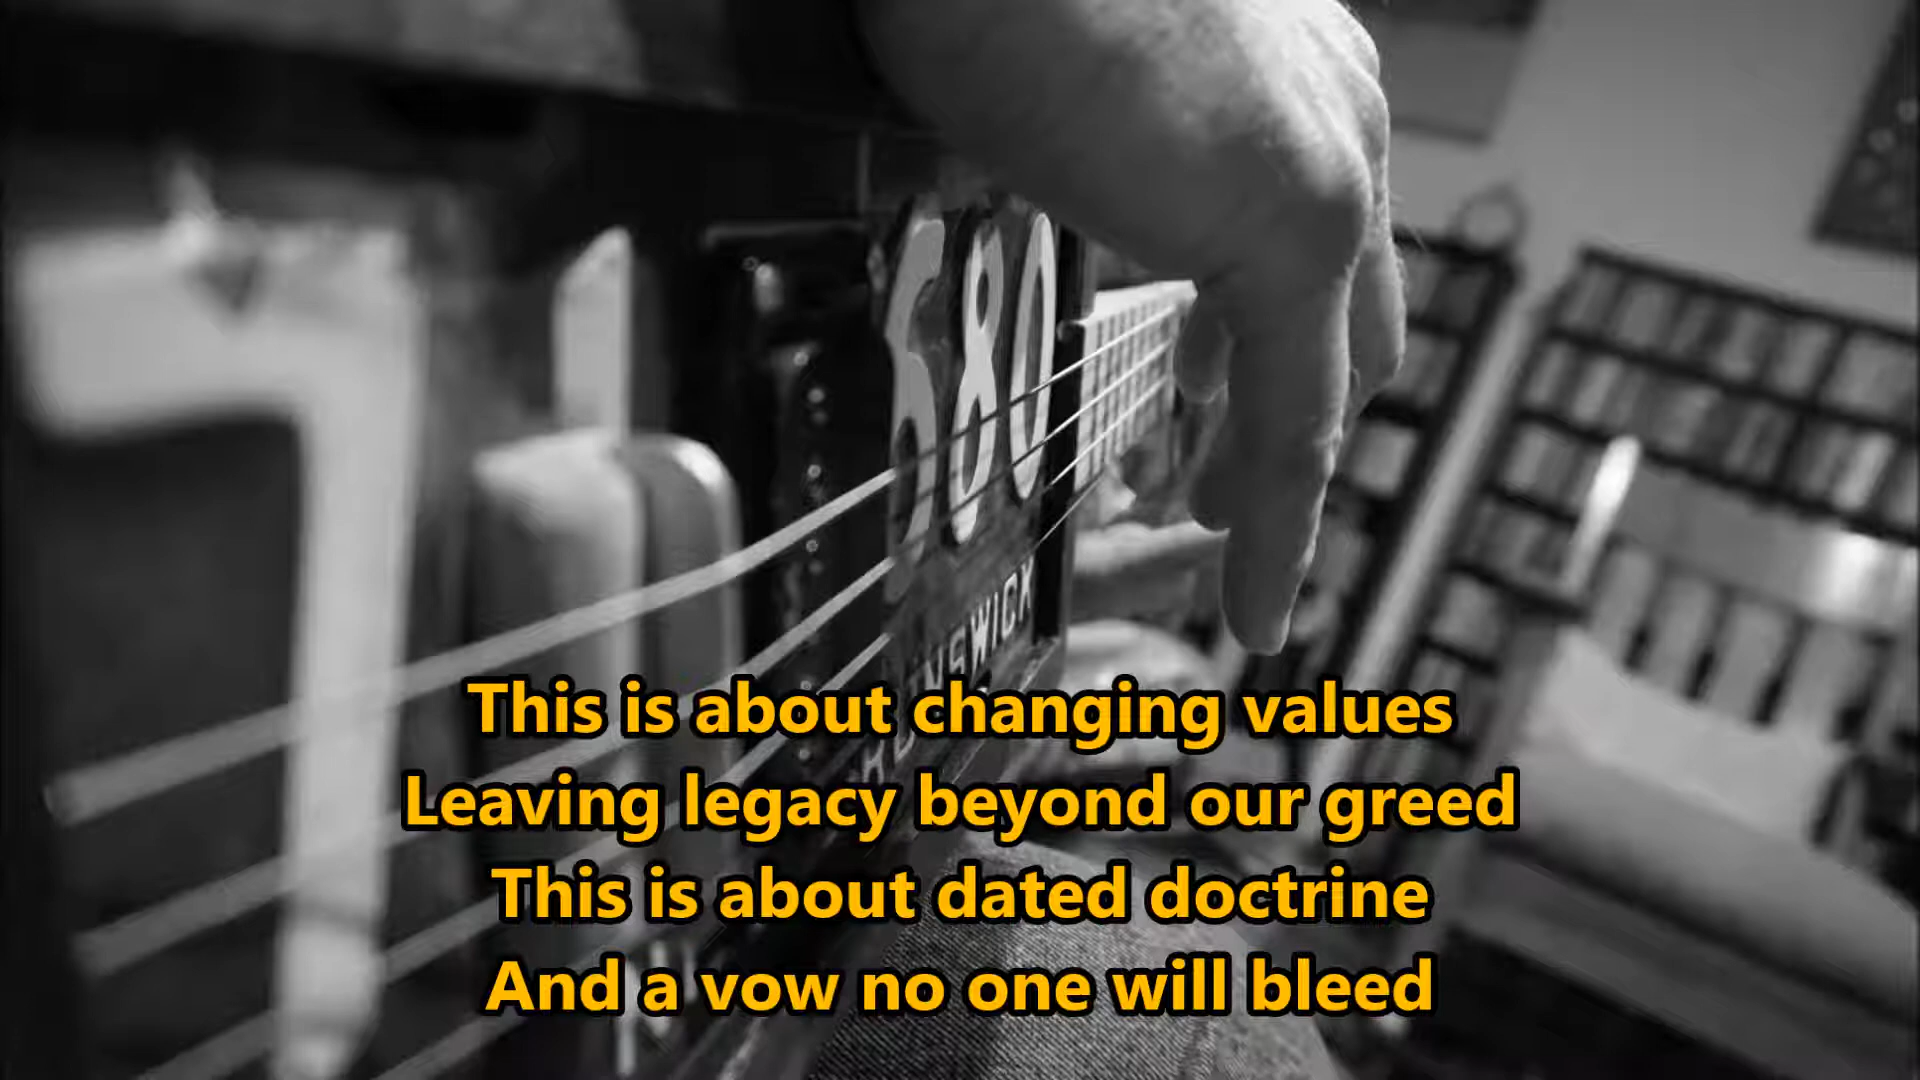 680
This is about changing values
Leaving legacy beyond our greed
This is about dated doctrine
And a vow no one will bleed